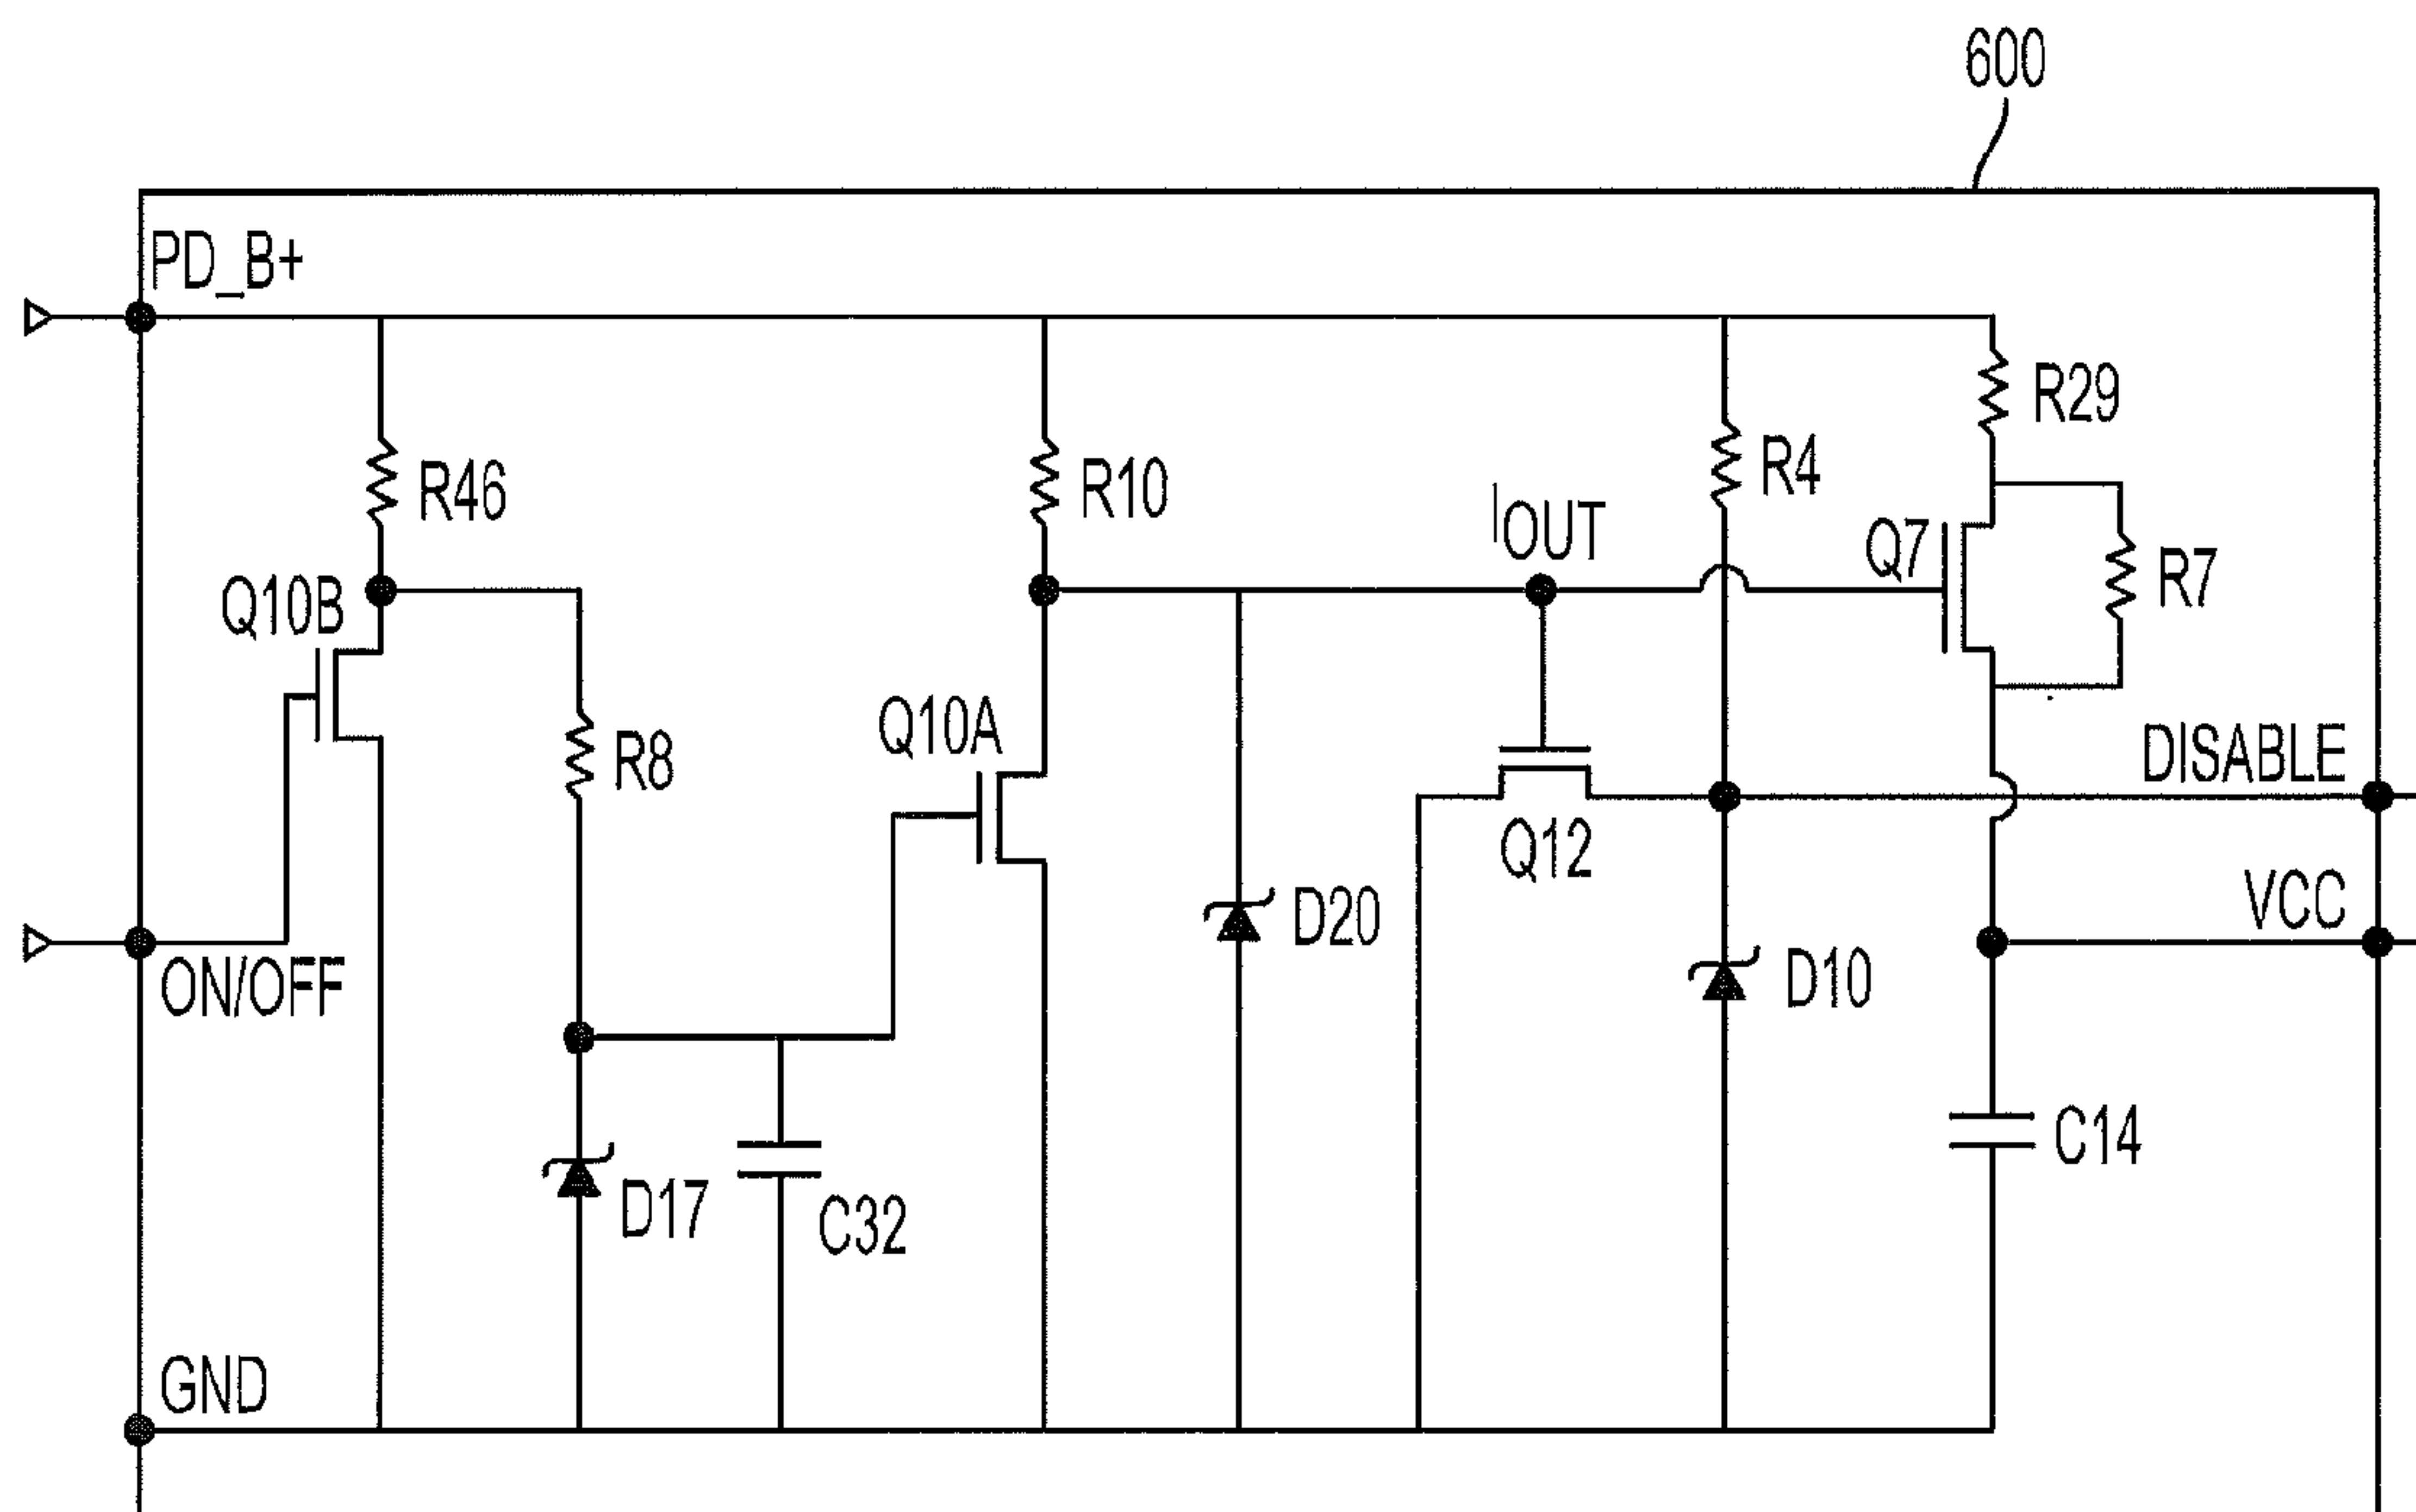 600
PD_B+
R29
R46
R10
R4
IOUT
Q7
R7
Q10B
R8
Q10A
DISABLE
Q12
VCC
D20
D10
ON/OFF
C14
D17
C32
GND